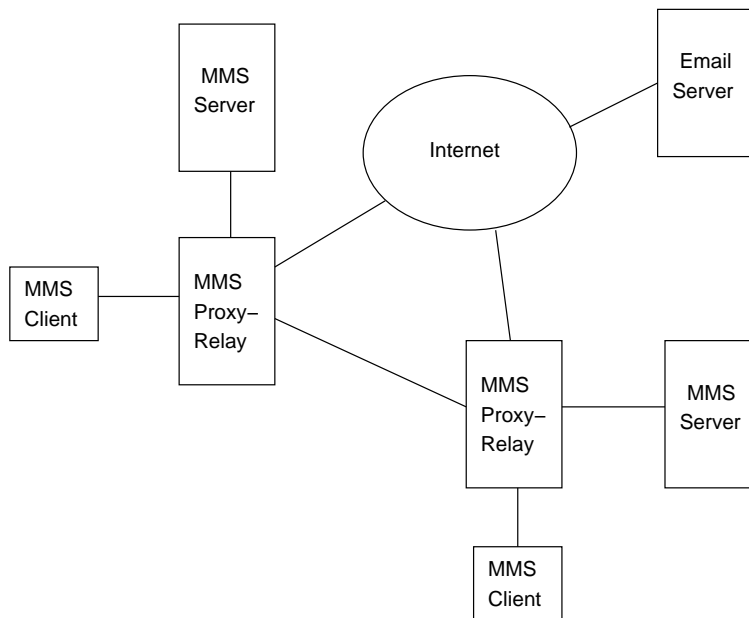 MMS
Server
Email
Server
Internet
MMS
Client
MMS
Proxy–
Relay
MMS
Proxy–
Relay
MMS
Server
MMS
Client